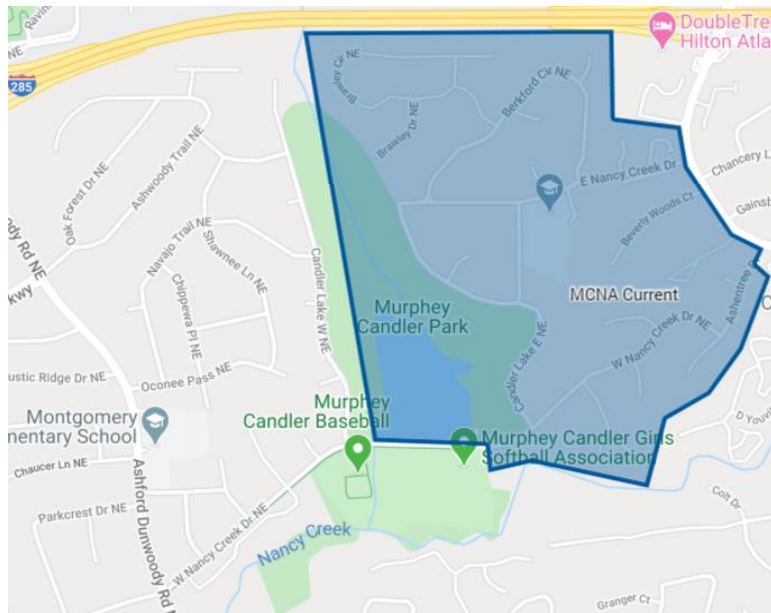 DoubleTree
Hilton Atla
NE
285
Brawley Cir NE
Berkford Cir NE
Brawley Dr NE
Ashwoody Trail NE
Oak Forest Dr NE
E Nancy Creek Dr
Chancery L
Gainsb
Beverly Woods Ct
Navajo Trail NE
Shawnee Ln NE
Chippewa Pl NE
ody Rd NE
kwy
Candler Lake W NE
MCNA Current
Murphey
Candler Park
W Nancy Creek Dr NE
Candler Lake E NE
ustic Ridge Dr NE
Oconee Pass NE
Murphey
Candler Baseball
Montgomery
mentary School
Murphey Candler Girls
Softball Association
D Youvi
Chaucer Ln NE
Ashford Dunwoody Rd N
Parkcrest Dr NE
W Nancy Creek Dr NE
Nancy Creek
Colt Dr
Granger Ct